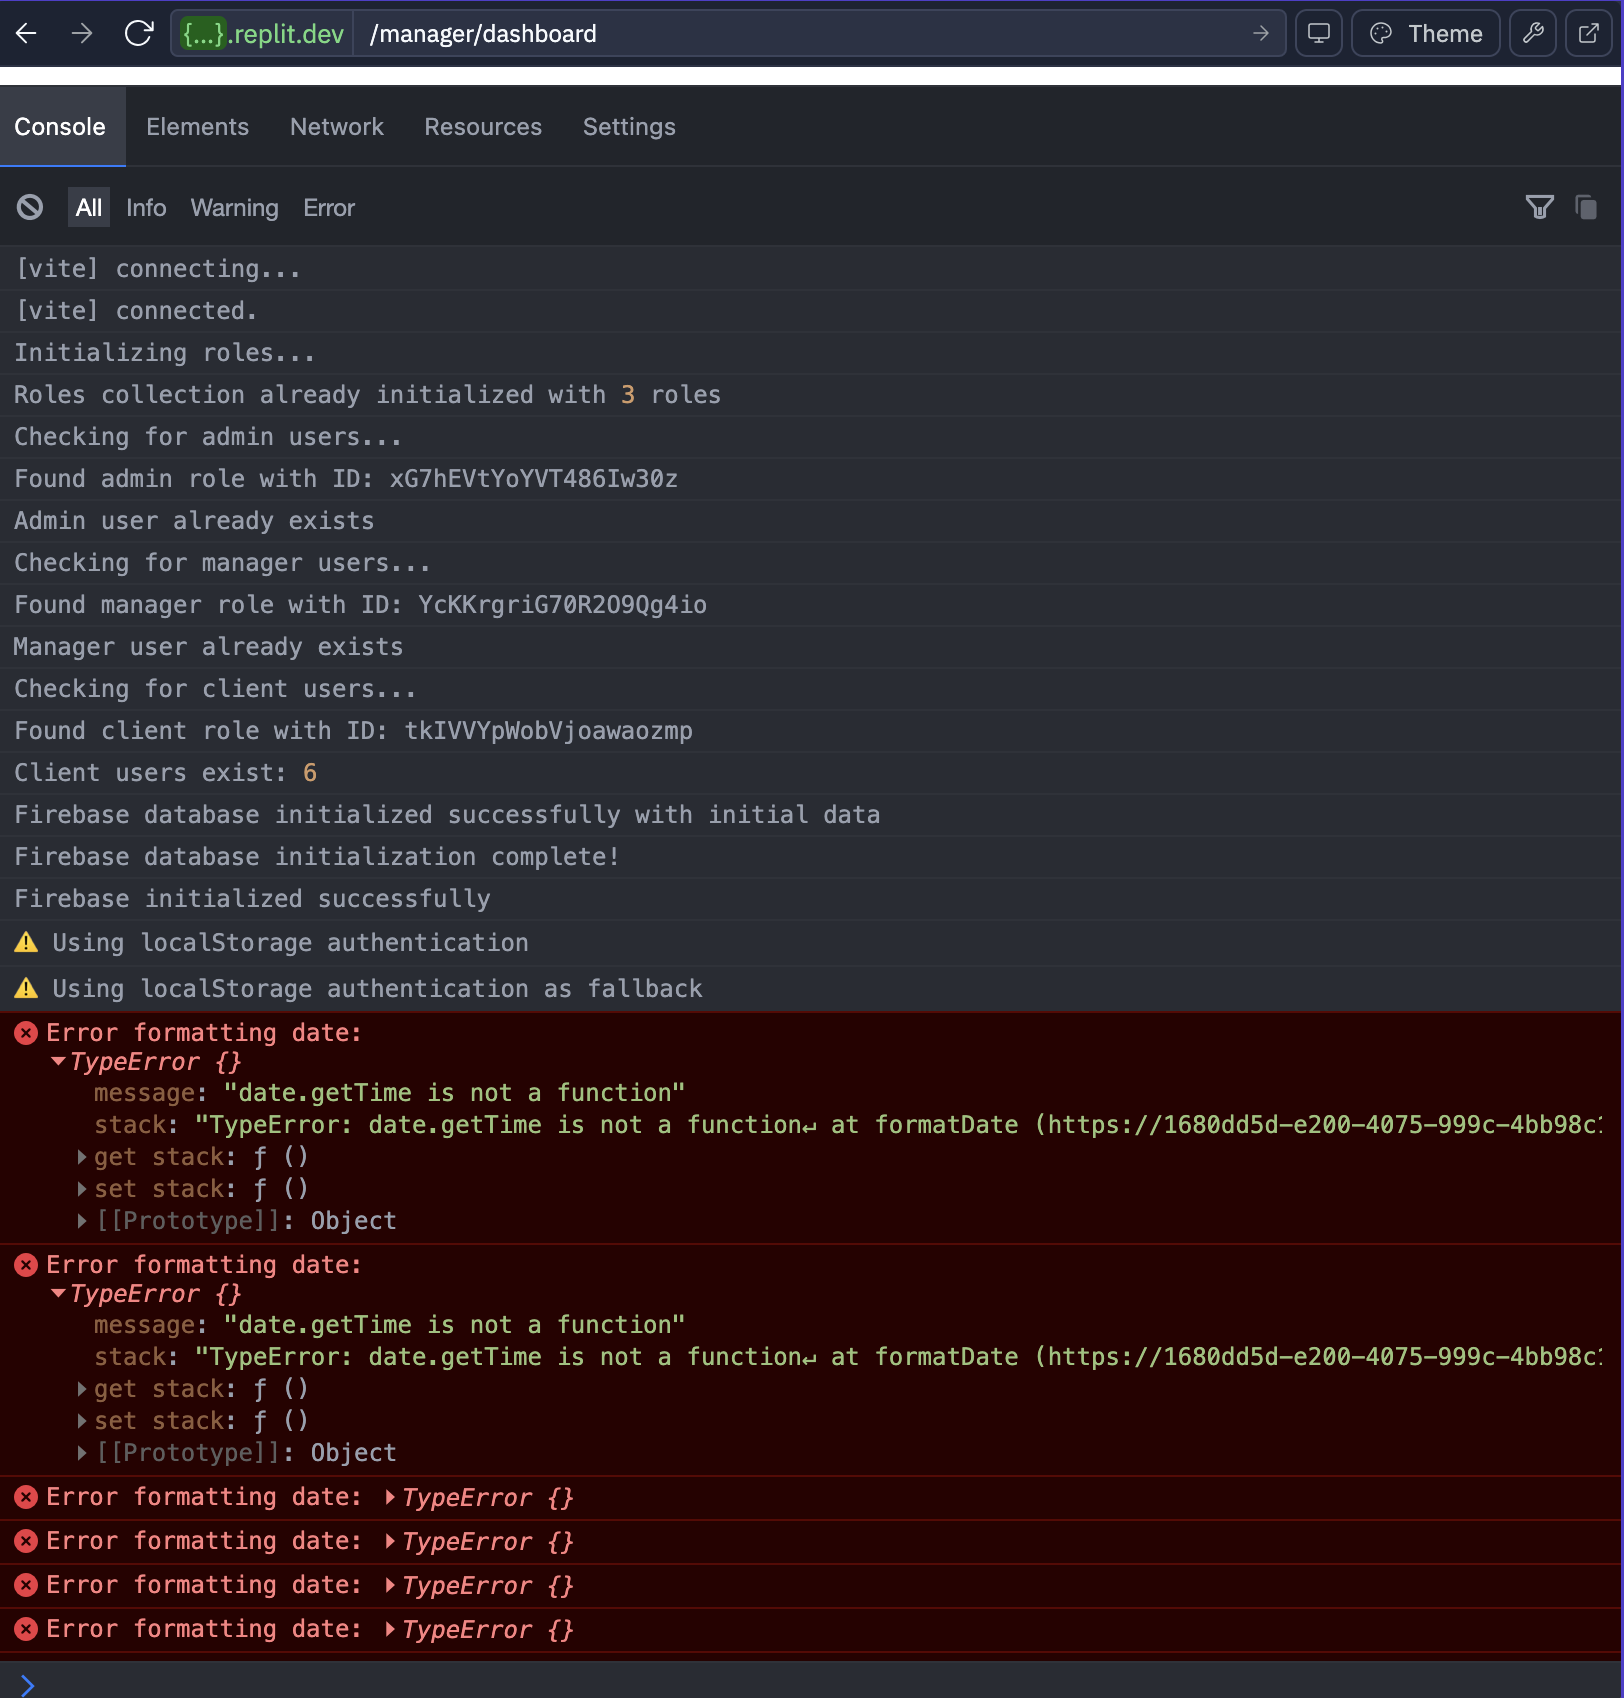 {...}.replit.dev /manager/dashboard Theme
Console Elements Network Resources Settings
All Info Warning Error
[vite] connecting...
[vite] connected.
Initializing roles...
Roles collection already initialized with 3 roles
Checking for admin users...
Found admin role with ID: xG7hEVtYoYVT486Iw30z
Admin user already exists
Checking for manager users...
Found manager role with ID: YcKKrgriG70R2O9Qg4io
Manager user already exists
Checking for client users...
Found client role with ID: tkIVVYpWobVjoawaozmp
Client users exist: 6
Firebase database initialized successfully with initial data
Firebase database initialization complete!
Firebase initialized successfully
Using localStorage authentication
Using localStorage authentication as fallback
Error formatting date:
TypeError {}
message: "date.getTime is not a function"
stack: "TypeError: date.getTime is not a function↵ at formatDate (https://1680dd5d-e200-4075-999c-4bb98c
get stack: ƒ ()
set stack: ƒ ()
[[Prototype]]: Object
Error formatting date:
TypeError {}
message: "date.getTime is not a function"
stack: "TypeError: date.getTime is not a function↵ at formatDate (https://1680dd5d-e200-4075-999c-4bb98c
get stack: ƒ ()
set stack: ƒ ()
[[Prototype]]: Object
Error formatting date: TypeError {}
Error formatting date: TypeError {}
Error formatting date: TypeError {}
Error formatting date: TypeError {}